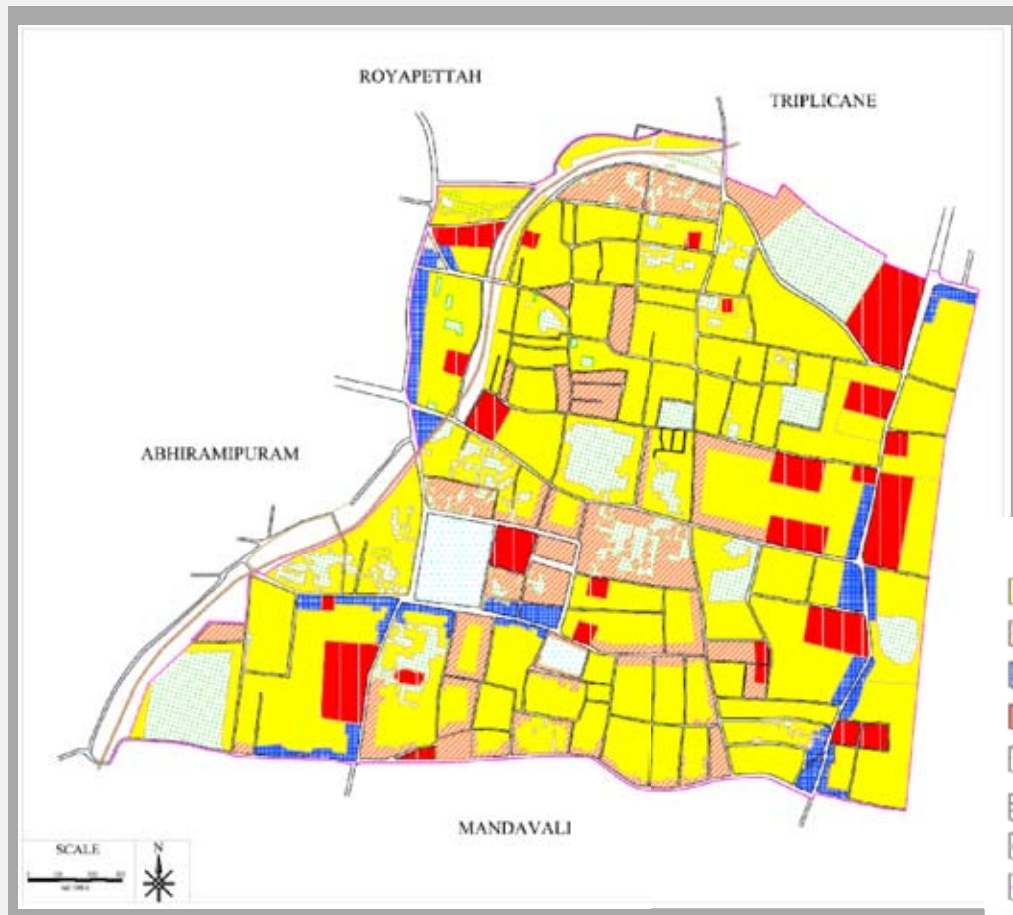 ROYAPETTAH
TRIPLICANE
ABHIRAMIPURAM
MANDAVALI
SCALE
N